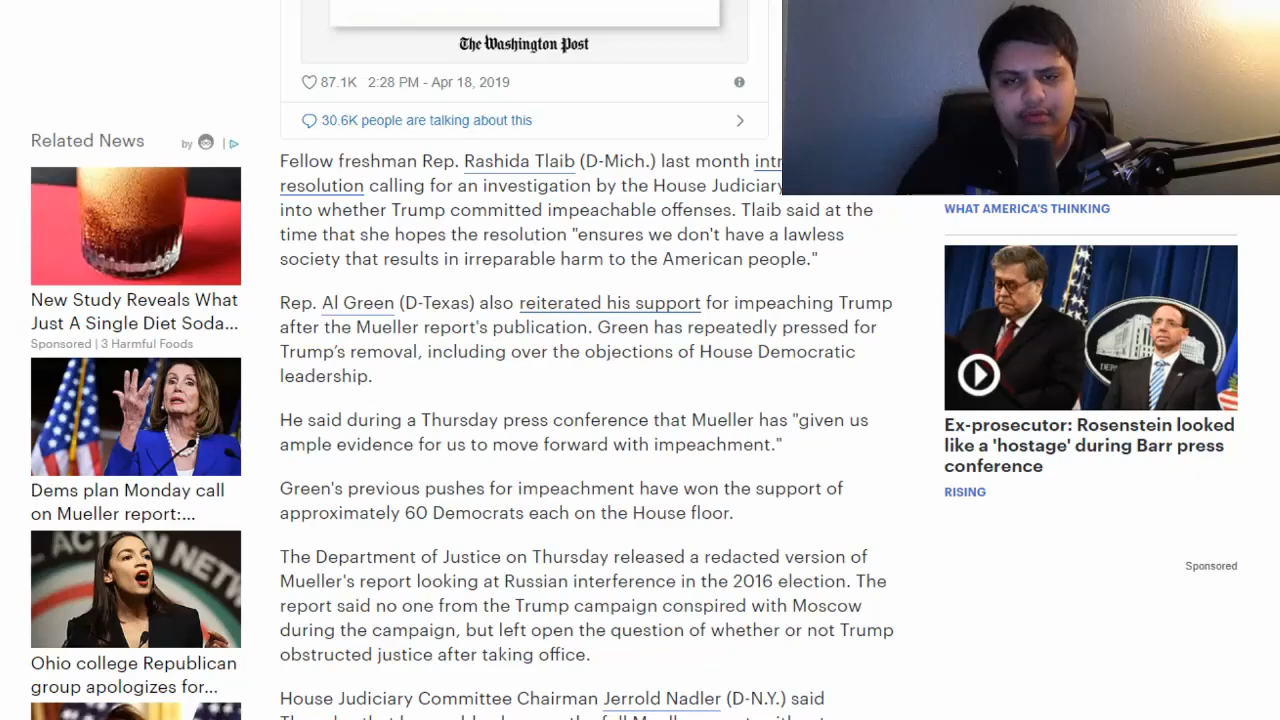 The Washington Post
87.1K 2:28 PM - Apr 18, 2019
30.6K people are talking about this
Related News
by
New Study Reveals What
Just A Single Diet Soda...
Sponsored | 3 Harmful Foods
Dems plan Monday call
on Mueller report:...
L ACTION NETW
Ohio college Republican
group apologizes for...
Fellow freshman Rep. Rashida Tlaib (D-Mich.) last month
resolution calling for an investigation by the House Judiciary
into whether Trump committed impeachable offenses. Tlaib said at the
time that she hopes the resolution "ensures we don't have a lawless
society that results in irreparable harm to the American people."
Rep. Al Green (D-Texas) also reiterated his support for impeaching Trump
after the Mueller report's publication. Green has repeatedly pressed for
Trump’s removal, including over the objections of House Democratic
leadership.
He said during a Thursday press conference that Mueller has "given us
ample evidence for us to move forward with impeachment."
Green's previous pushes for impeachment have won the support of
approximately 60 Democrats each on the House floor.
The Department of Justice on Thursday released a redacted version of
Mueller's report looking at Russian interference in the 2016 election. The
report said no one from the Trump campaign conspired with Moscow
during the campaign, but left open the question of whether or not Trump
obstructed justice after taking office.
House Judiciary Committee Chairman Jerrold Nadler (D-N.Y.) said
WHAT AMERICA'S THINKING
Ex-prosecutor: Rosenstein looked
like a 'hostage' during Barr press
conference
RISING
Sponsored